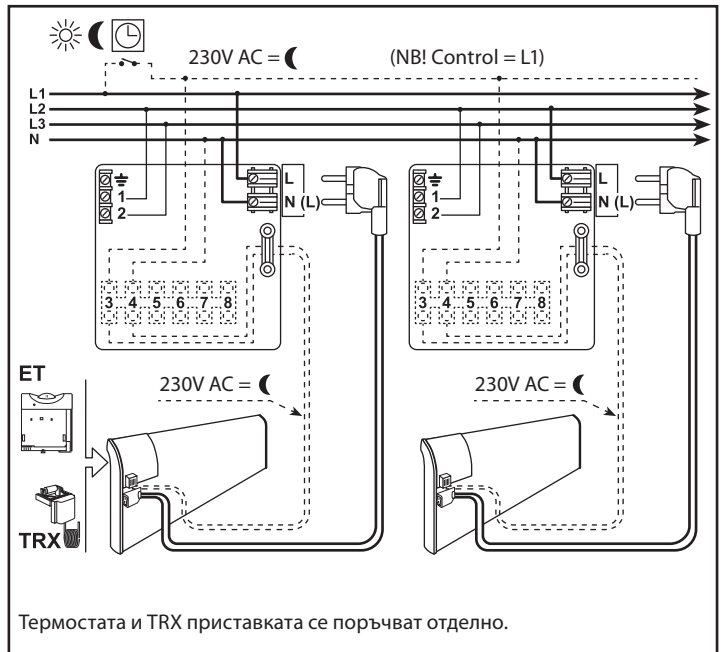 230V AC =
(NB! Control = L1)
L1
L2
L3
N
L
N (L)
1
2
3 4 5 6 7 8
L
N (L)
1
2
3 4 5 6 7 8
ET
230V AC =
230V AC =
TRX
Термостата и TRX приставката се поръчват отделно.